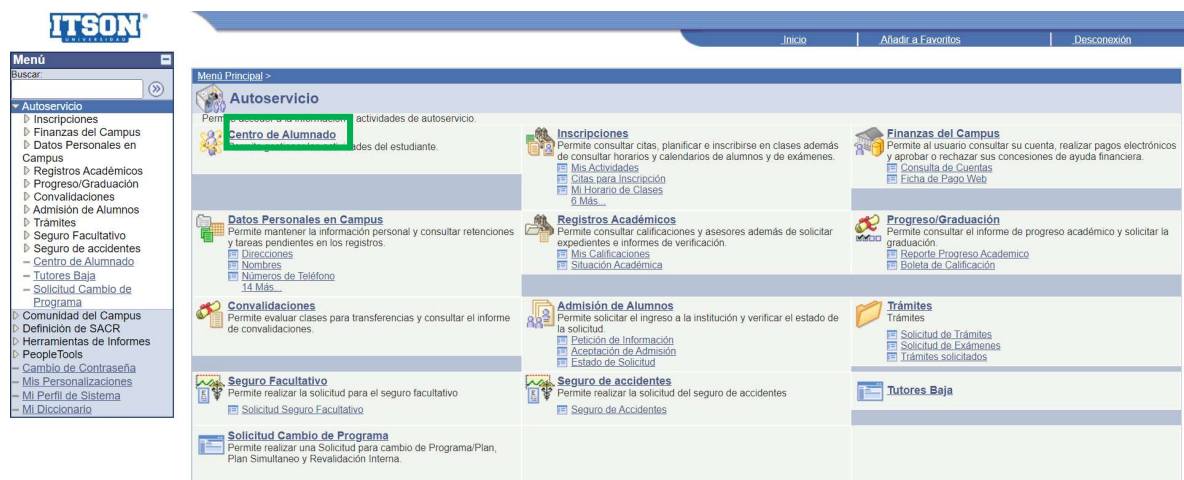 ITSON
UNIVERSIDAD
Inicio
Añadir a Favoritos
Desconexión
Menú
Buscar:
Autoservicio
Inscripciones
Finanzas del Campus
Datos Personales en
Campus
Registros Académicos
Progreso/Graduación
Convalidaciones
Admisión de Alumnos
Trámites
Seguro Facultativo
Seguro de accidentes
Centro de Alumnado
Tutores Baja
Solicitud Cambio de
Programa
Comunidad del Campus
Definición de SACR
Herramientas de Informes
PeopleTools
Cambio de Contraseña
Mis Personalizaciones
Mi Perfil de Sistema
Mi Diccionario
Menú Principal >
Autoservicio
actividades de autoservicio.
Centro de Alumnado
del estudiante.
Inscripciones
Permite consultar citas, planificar e inscribirse en clases además
de consultar horarios y calendarios de alumnos y de exámenes.
Mis Actividades
Citas para Inscripción
Mi Horario de Clases
6 Más...
Finanzas del Campus
Permite al usuario consultar su cuenta, realizar pagos electrónicos
y aprobar o rechazar sus concesiones de ayuda financiera.
Consulta de Cuentas
Ficha de Pago Web
Datos Personales en Campus
Permite mantener la información personal y consultar retenciones
y tareas pendientes en los registros.
Direcciones
Nombres
Números de Teléfono
14 Más...
Registros Académicos
Permite consultar calificaciones y asesores además de solicitar
expedientes e informes de verificación.
Mis Calificaciones
Situación Académica
Progreso/Graduación
Permite consultar el informe de progreso académico y solicitar la
graduación.
Reporte Progreso Academico
Boleta de Calificación
Convalidaciones
Permite evaluar clases para transferencias y consultar el informe
de convalidaciones.
Admisión de Alumnos
Permite solicitar el ingreso a la institución y verificar el estado de
la solicitud.
Petición de Información
Aceptación de Admisión
Estado de Solicitud
Trámites
Trámites
Solicitud de Trámites
Solicitud de Exámenes
Trámites solicitados
Seguro Facultativo
Permite realizar la solicitud para el seguro facultativo
Solicitud Seguro Facultativo
Seguro de accidentes
Permite realizar la solicitud del seguro de accidentes
Seguro de Accidentes
Tutores Baja
Solicitud Cambio de Programa
Permite realizar una Solicitud para cambio de Programa/Plan,
Plan Simultaneo y Revalidación Interna.